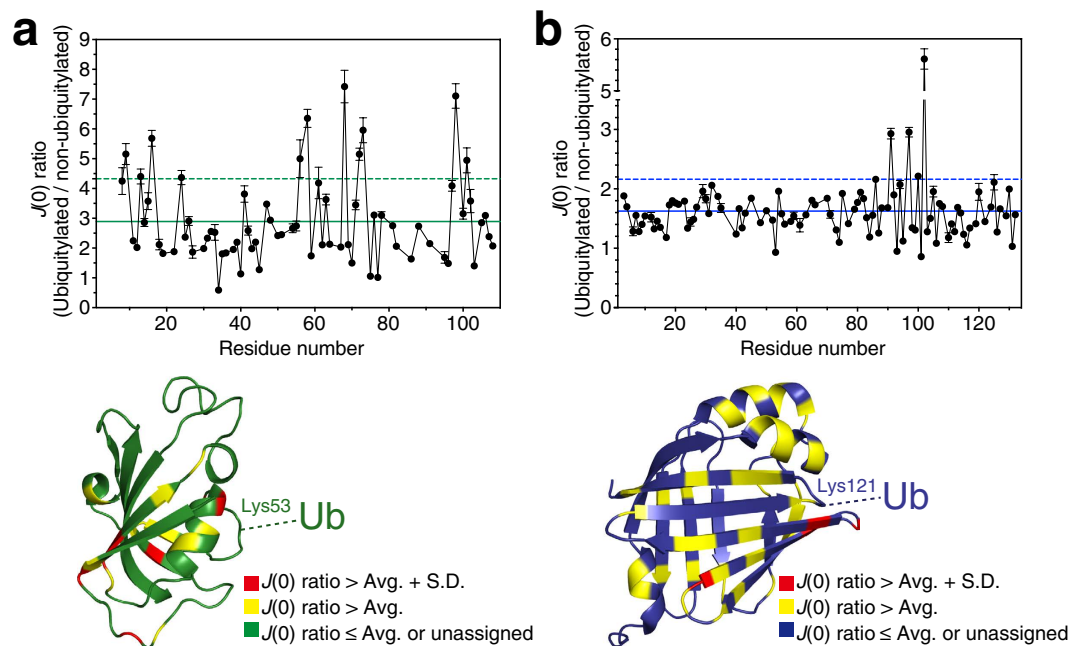 a
J(0) ratio
(Ubiquitylated / non-ubiquitylated)
9
8
7
6
5
4
3
2
1
0
20
40
60
80
100
Residue number
Lys53
Ub
J(0) ratio > Avg. + S.D.
J(0) ratio > Avg.
J(0) ratio ≤ Avg. or unassigned
b
J(0) ratio
(Ubiquitylated / non-ubiquitylated)
6
5
3
2
1
0
20
40
60
80
100
120
Residue number
Lys121
Ub
J(0) ratio > Avg. + S.D.
J(0) ratio > Avg.
J(0) ratio ≤ Avg. or unassigned